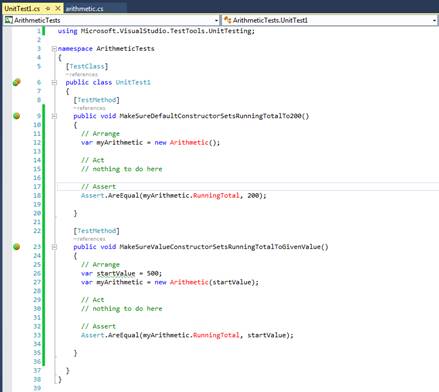 UnitTest1.cs
arithmetic.cs
ArithmeticTests
ArithmeticTests.UnitTest1
1 using Microsoft.VisualStudio.TestTools.UnitTesting;
2
3 namespace ArithmeticTests
4 {
5 [TestClass]
-references
6 public class UnitTest1
7 {
8 [TestMethod]
-references
9 public void MakeSureDefaultConstructorSetsRunningTotalTo200()
10 {
11 // Arrange
12 var myArithmetic = new Arithmetic();
13
14 // Act
15 // nothing to do here
16
17 // Assert
18 Assert.AreEqual(myArithmetic.RunningTotal, 200);
19
20 }
21
22 [TestMethod]
-references
23 public void MakeSureValueConstructorSetsRunningTotalToGivenValue()
24 {
25 // Arrange
26 var startValue = 500;
27 var myArithmetic = new Arithmetic(startValue);
28
29 // Act
30 // nothing to do here
31
32 // Assert
33 Assert.AreEqual(myArithmetic.RunningTotal, startValue);
34
35 }
36
37 }
38 }
39